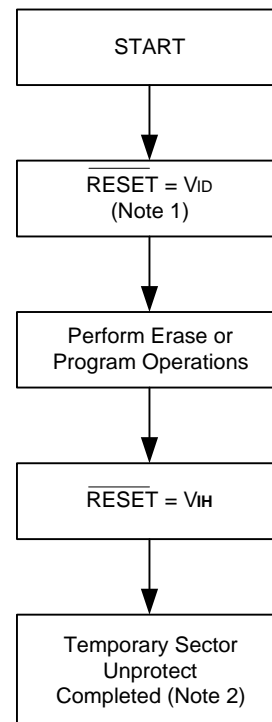 START
RESET = VID
(Note 1)
Perform Erase or
Program Operations
RESET = VIH
Temporary Sector
Unprotect
Completed (Note 2)